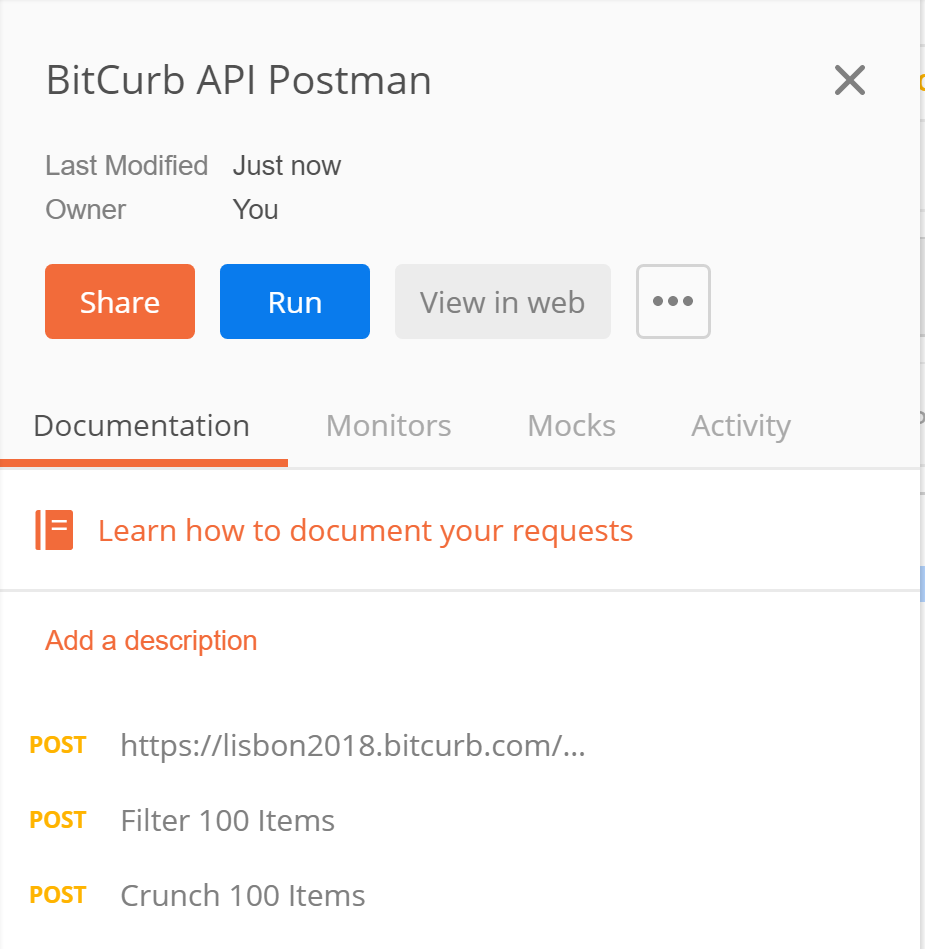 BitCurb API Postman
Last Modified Just now
Owner You
Share Run View in web
Documentation Monitors Mocks Activity
Learn how to document your requests
Add a description
POST https://lisbon2018.bitcurb.com/...
POST Filter 100 Items
POST Crunch 100 Items